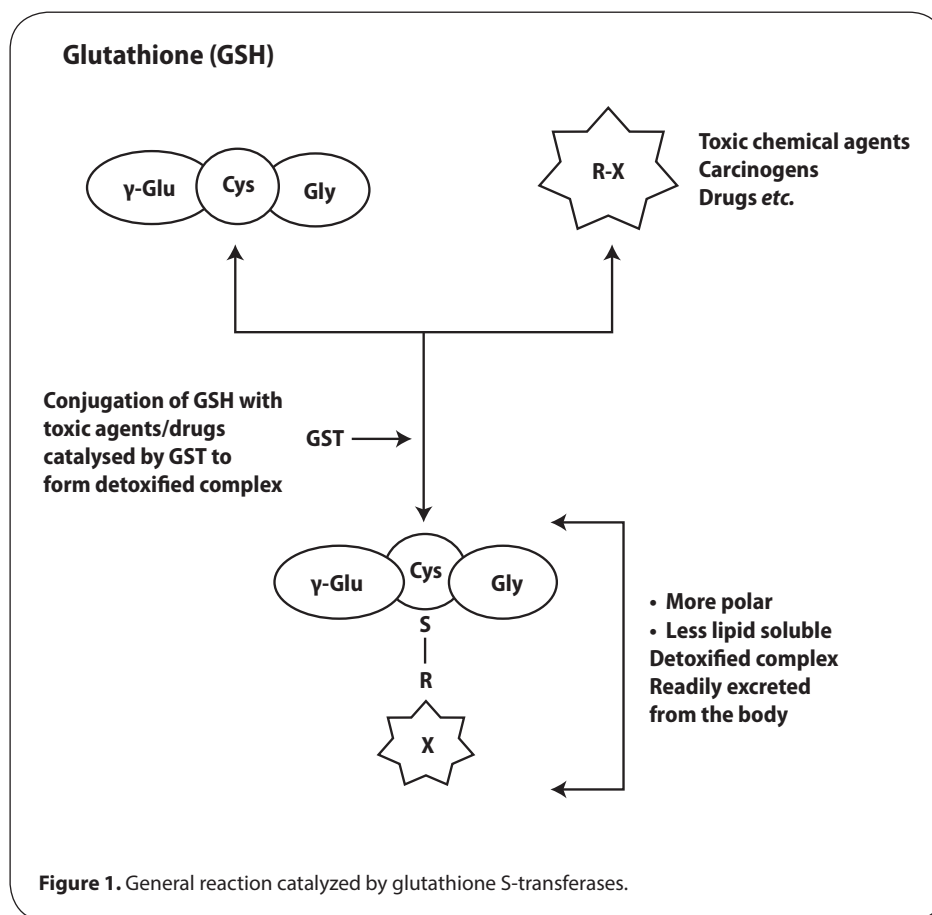 Glutathione (GSH)
γ-Glu
Cys
Gly
R-X
Toxic chemical agents
Carcinogens
Drugs etc.
Conjugation of GSH with
toxic agents/drugs
catalysed by GST to
form detoxified complex
GST
γ-Glu
Cys
Gly
S
R
X
• More polar
• Less lipid soluble
Detoxified complex
Readily excreted
from the body
Figure 1. General reaction catalyzed by glutathione S-transferases.